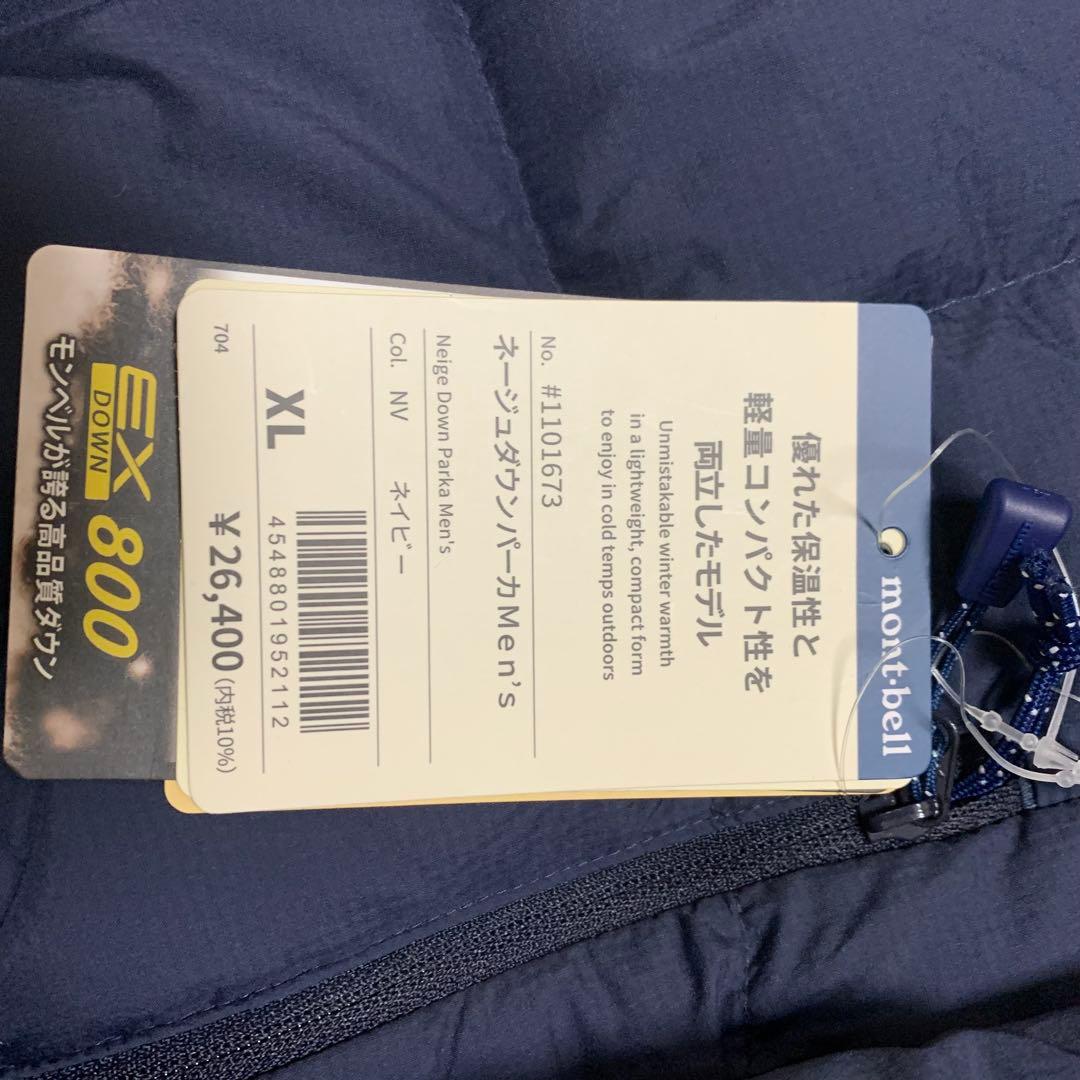 mont·bell
優れた保温性と
軽量コンパクト性を
両立したモデル
Unmistakable winter warmth
in a lightweight, compact form
to enjoy in cold temps outdoors
No. #1101673
ネージュダウンパーカMen's
Neige Down Parka Men's
Col. NV ネイビー
4548801952112
XL
¥26,400(内税10%)
704
EX 800
DOWN
モンベルが誇る高品質ダウン